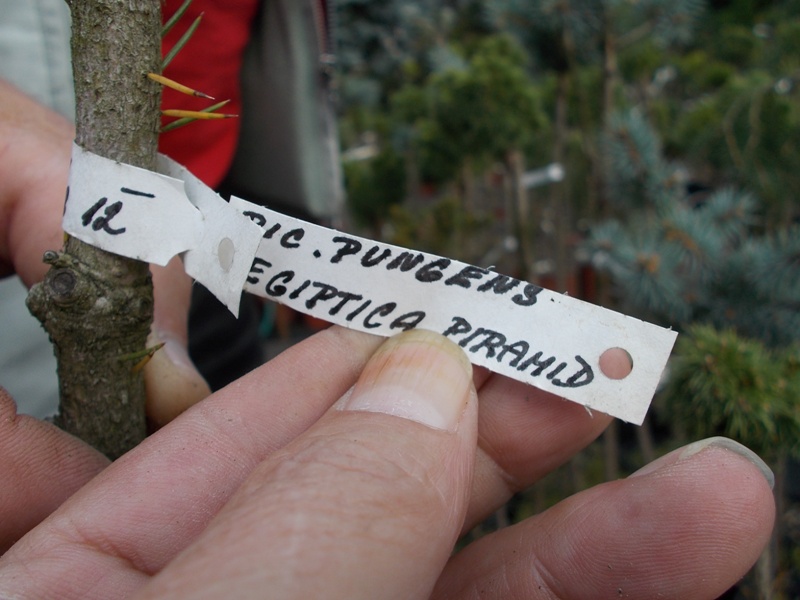 12
PIC. PUNGENS
EGIPTICA PIRAMID